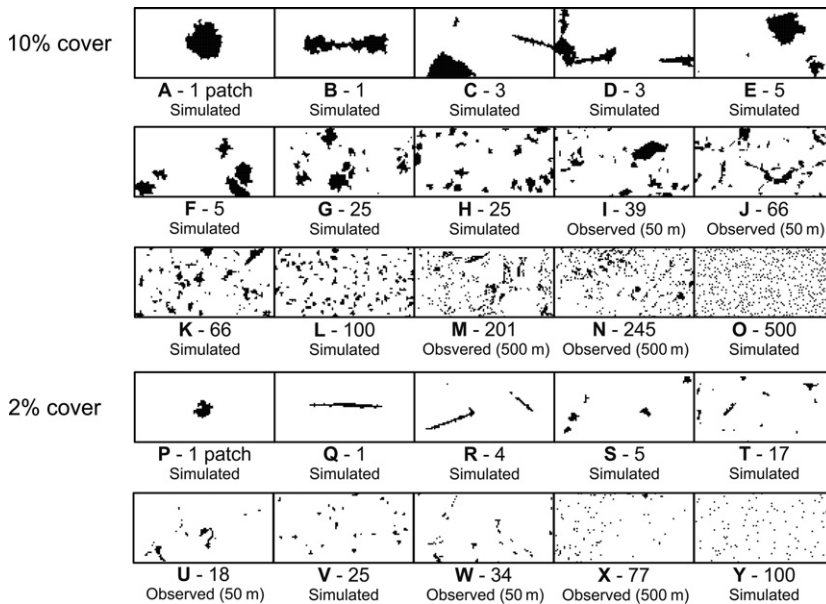 10% cover
A - 1 patch B - 1 C - 3 D - 3 E - 5
Simulated Simulated Simulated Simulated Simulated
F - 5 G - 25 H - 25 I - 39 J - 66
Simulated Simulated Simulated Observed (50 m) Observed (50 m)
K - 66 L - 100 M - 201 N - 245 O - 500
Simulated Simulated Obsvered (500 m) Observed (500 m) Simulated
2% cover
P - 1 patch Q - 1 R - 4 S - 5 T - 17
Simulated Simulated Simulated Simulated Simulated
U - 18 V - 25 W - 34 X - 77 Y - 100
Observed (50 m) Simulated Observed (50 m) Observed (500 m) Simulated